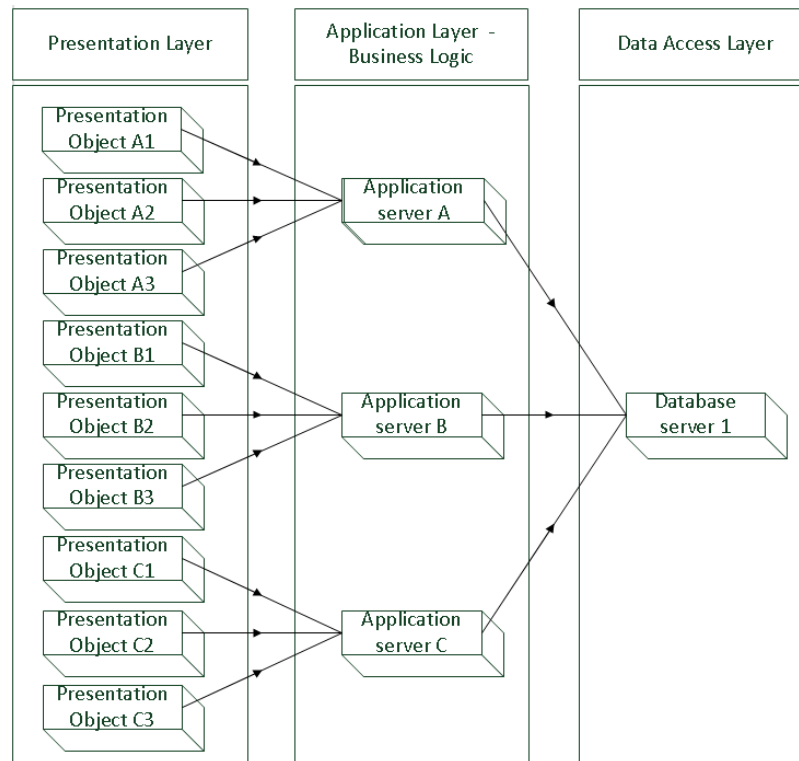 Presentation Layer
Application Layer -
Business Logic
Data Access Layer
Presentation
Object A1
Presentation
Object A2
Presentation
Object A3
Presentation
Object B1
Presentation
Object B2
Presentation
Object B3
Presentation
Object C1
Presentation
Object C2
Presentation
Object C3
Application
server A
Application
server B
Application
server C
Database
server 1